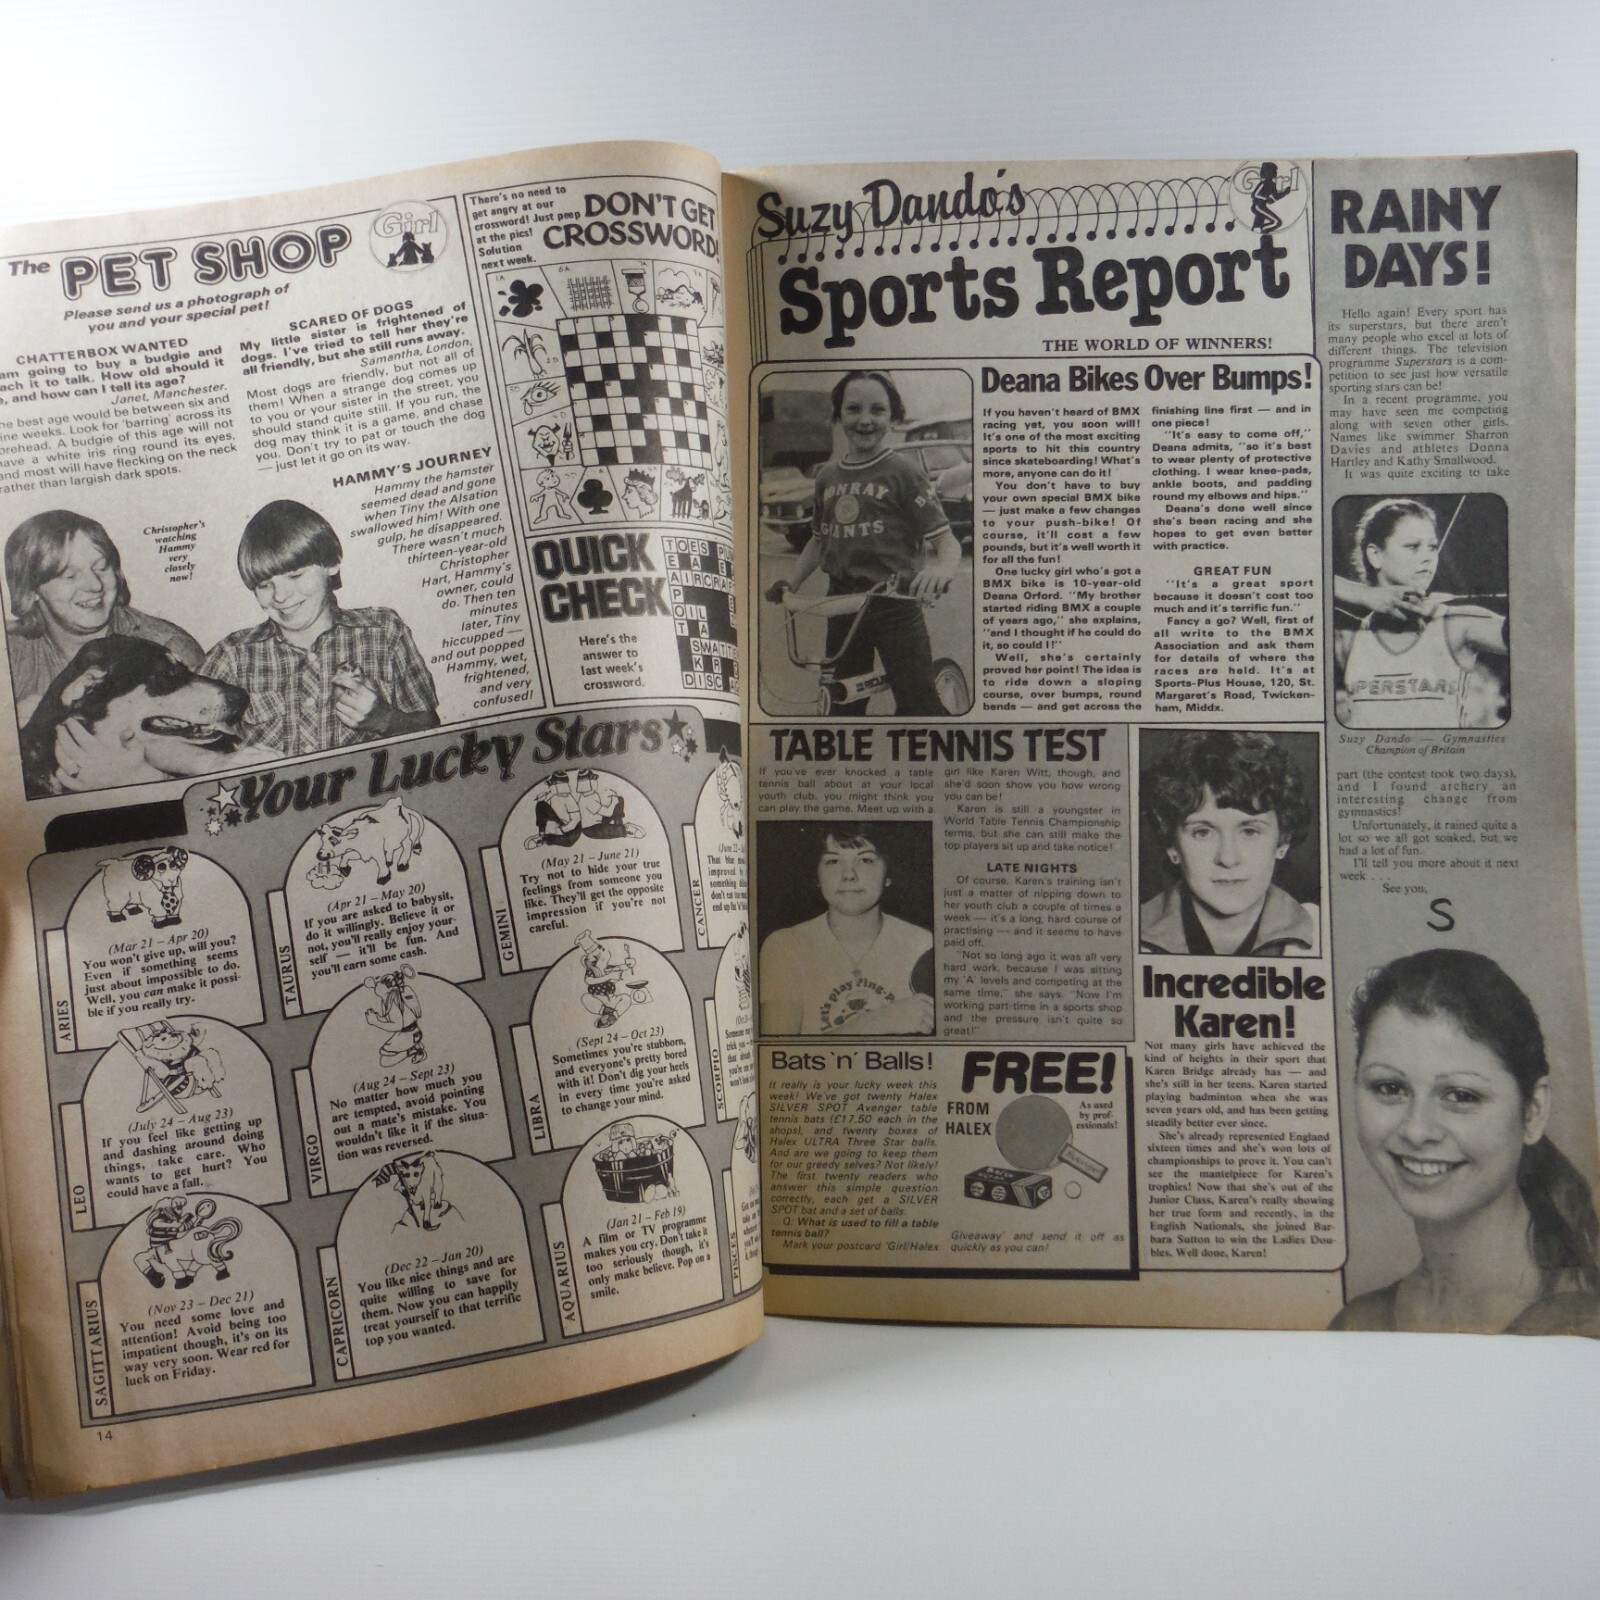 The PET SHOP
Girl
Please send us a photograph of
you and your special pet!
CHATTERBOX WANTED
am going to buy a budgie and
ach it to talk. How old should it
e, and how can I tell its age?
Janet, Manchester.
he best age would be between six and
ine weeks. Look for 'barring' across its
orehead. A budgie of this age will not
have a white iris ring round its eyes,
and most will have flecking on the neck
rather than largish dark spots.
SCARED OF DOGS
My little sister is frightened of
dogs. I've tried to tell her they're
all friendly, but she still runs away.
Samantha, London.
Most dogs are friendly, but not all of
them! When a strange dog comes up
to you or your sister in the street, you
should stand quite still. If you run, the
dog may think it is a game, and chase
you. Don't try to pat or touch the dog
— just let it go on its way.
HAMMY'S JOURNEY
Hammy the hamster
seemed dead and gone
when Tiny the Alsation
swallowed him! With one
gulp, he disappeared.
There wasn't much
thirteen-year-old
Christopher
Hart, Hammy's
owner, could
do. Then ten
minutes
later, Tiny
hiccupped —
and out popped
Hammy, wet,
frightened,
and very
confused!
Christopher's
watching
Hammy
very
closely
now!
There's no need to
get angry at our
crossword! Just peep
at the pics!
Solution
next week.
DON'T GET
CROSSWORD!
QUICK
CHECK
Here's the
answer to
last week's
crossword.
TOES
AIRCRAF
OIL
DISC
Your Lucky Stars
ARIES
(Mar 21 – Apr 20)
You won't give up, will you?
Even if something seems
just about impossible to do.
Well, you can make it possi-
ble if you really try.
TAURUS
(Apr 21 – May 20)
If you are asked to babysit,
do it willingly. Believe it or
not, you'll really enjoy your-
self — it'll be fun. And
you'll earn some cash.
GEMINI
(May 21 – June 21)
Try not to hide your true
feelings from someone you
like. They'll get the opposite
impression if you're not
careful.
CANCER
LEO
(July 24 – Aug 23)
If you feel like getting up
and dashing around doing
things, take care. Who
wants to get hurt? You
could have a fall.
VIRGO
(Aug 24 – Sept 23)
No matter how much you
are tempted, avoid pointing
out a mate's mistake. You
wouldn't like it if the situa-
tion was reversed.
LIBRA
(Sept 24 – Oct 23)
Sometimes you're stubborn,
and everyone's pretty bored
with it! Don't dig your heels
in every time you're asked
to change your mind.
SCORPIO
SAGITTARIUS
(Nov 23 – Dec 21)
You need some love and
attention! Avoid being too
impatient though, it's on its
way very soon. Wear red for
luck on Friday.
CAPRICORN
(Dec 22 – Jan 20)
You like nice things and are
quite willing to save for
them. Now you can happily
treat yourself to that terrific
top you wanted.
AQUARIUS
(Jan 21 – Feb 19)
A film or TV programme
makes you cry. Don't take it
too seriously though, it's
only make believe. Pop on a
smile.
PISCES
14
Suzy Dando's
Sports Report
Girl
THE WORLD OF WINNERS!
Deana Bikes Over Bumps!
If you haven't heard of BMX
racing yet, you soon will!
It's one of the most exciting
sports to hit this country
since skateboarding! What's
more, anyone can do it!
You don't have to buy
your own special BMX bike
— just make a few changes
to your push-bike! Of
course, it'll cost a few
pounds, but it's well worth it
for all the fun!
One lucky girl who's got a
BMX bike is 10-year-old
Deana Orford. "My brother
started riding BMX a couple
of years ago," she explains,
"and I thought if he could do
it, so could I!"
Well, she's certainly
proved her point! The idea is
to ride down a sloping
course, over bumps, round
bends — and get across the
finishing line first — and in
one piece!
"It's easy to come off,"
Deana admits, "so it's best
to wear plenty of protective
clothing. I wear knee-pads,
ankle boots, and padding
round my elbows and hips."
Deana's done well since
she's been racing and she
hopes to get even better
with practice.
GREAT FUN
"It's a great sport
because it doesn't cost too
much and it's terrific fun."
Fancy a go? Well, first of
all write to the BMX
Association and ask them
for details of where the
races are held. It's at
Sports-Plus House, 120, St.
Margaret's Road, Twicken-
ham, Middx.
ONRAY
GIANTS
TABLE TENNIS TEST
If you've ever knocked a table
tennis ball about at your local
youth club, you might think you
can play the game. Meet up with a
girl like Karen Witt, though, and
she'd soon show you how wrong
you can be!
Karen is still a youngster in
World Table Tennis Championship
terms, but she can still make the
top players sit up and take notice!
LATE NIGHTS
Of course, Karen's training isn't
just a matter of nipping down to
her youth club a couple of times a
week — it's a long, hard course of
practising — and it seems to have
paid off.
"Not so long ago it was all very
hard work, because I was sitting
my 'A' levels and competing at the
same time," she says. "Now I'm
working part-time in a sports shop
and the pressure isn't quite so
great!"
Let's play Ping-P
Bats 'n' Balls!
It really is your lucky week this
week! We've got twenty Halex
SILVER SPOT Avenger table
tennis bats (£17.50 each in the
shops), and twenty boxes of
Halex ULTRA Three Star balls.
And are we going to keep them
for our greedy selves? Not likely!
The first twenty readers who
answer this simple question
correctly, each get a SILVER
SPOT bat and a set of balls.
Q: What is used to fill a table
tennis ball?
Mark your postcard 'Girl/Halex
Giveaway' and send it off as
quickly as you can!
FREE!
FROM
HALEX
As used
by prof-
essionals!
Incredible
Karen!
Not many girls have achieved the
kind of heights in their sport that
Karen Bridge already has — and
she's still in her teens. Karen started
playing badminton when she was
seven years old, and has been getting
steadily better ever since.
She's already represented England
sixteen times and she's won lots of
championships to prove it. You can't
see the mantelpiece for Karen's
trophies! Now that she's out of the
Junior Class, Karen's really showing
her true form and recently, in the
English Nationals, she joined Bar-
bara Sutton to win the Ladies Dou-
bles. Well done, Karen!
RAINY
DAYS!
Hello again! Every sport has
its superstars, but there aren't
many people who excel at lots of
different things. The television
programme Superstars is a com-
petition to see just how versatile
sporting stars can be!
In a recent programme, you
may have seen me competing
along with seven other girls.
Names like swimmer Sharron
Davies and athletes Donna
Hartley and Kathy Smallwood.
It was quite exciting to take
PERSTARS
Suzy Dando — Gymnastics
Champion of Britain
part (the contest took two days),
and I found archery an
interesting change from
gymnastics!
Unfortunately, it rained quite a
lot so we all got soaked, but we
had a lot of fun.
I'll tell you more about it next
week . . .
See you,
S